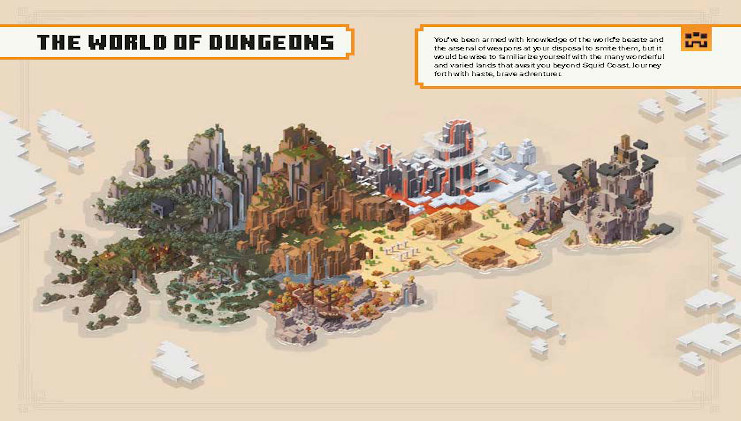 THE WORLD OF DUNGEONS
You've been armed with knowledge of the world's beasts and
the arsenal of weapons at your disposal to smite them, but it
would be wise to familiarize yourself with the many wonderful
and varied lands that await you beyond Squid Coast. Journey
forth with haste, brave adventurer.